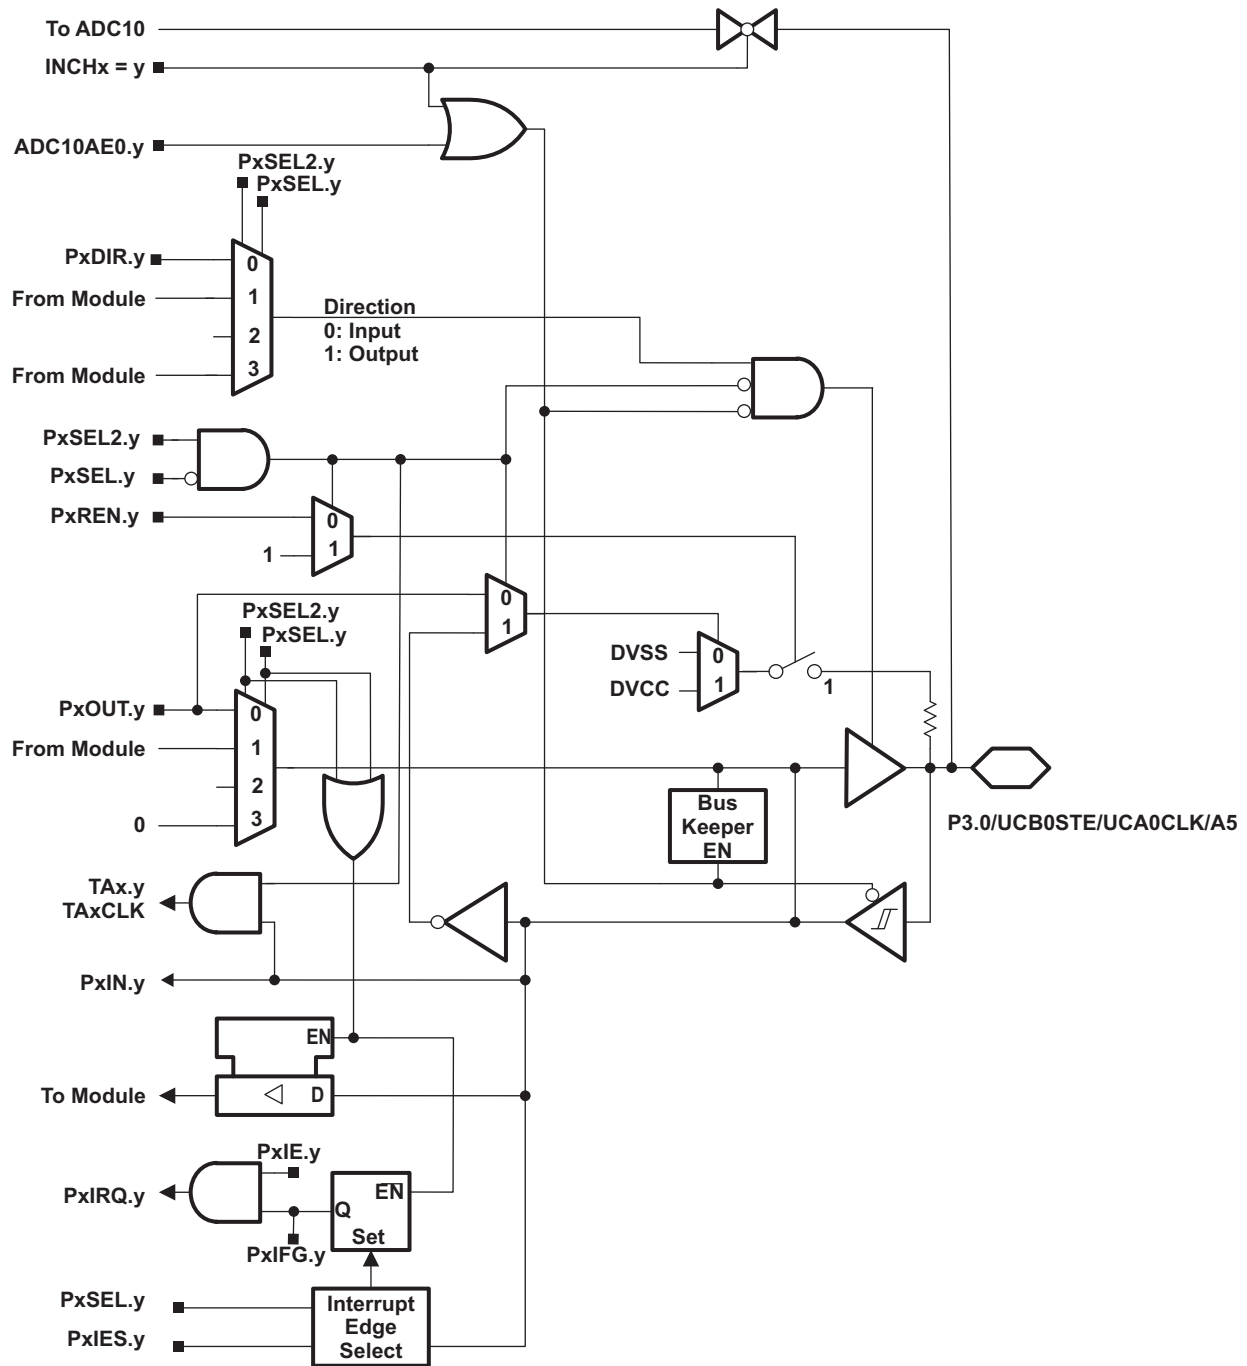 To ADC10
INCHx = y
ADC10AE0.y
PxSEL2.y
PxSEL.y
PxDIR.y
0
From Module
1
2
From Module
3
Direction
0: Input
1: Output
PxSEL2.y
PxSEL.y
PxREN.y
0
1
1
0
1
PxSEL2.y
PxSEL.y
DVSS
0
DVCC
1
1
PxOUT.y
0
From Module
1
2
0
3
Bus
Keeper
EN
P3.0/UCB0STE/UCA0CLK/A5
TAx.y
TAxCLK
PxIN.y
EN
To Module
D
PxIE.y
PxIRQ.y
EN
Q
Set
PxIFG.y
PxSEL.y
PxIES.y
Interrupt
Edge
Select